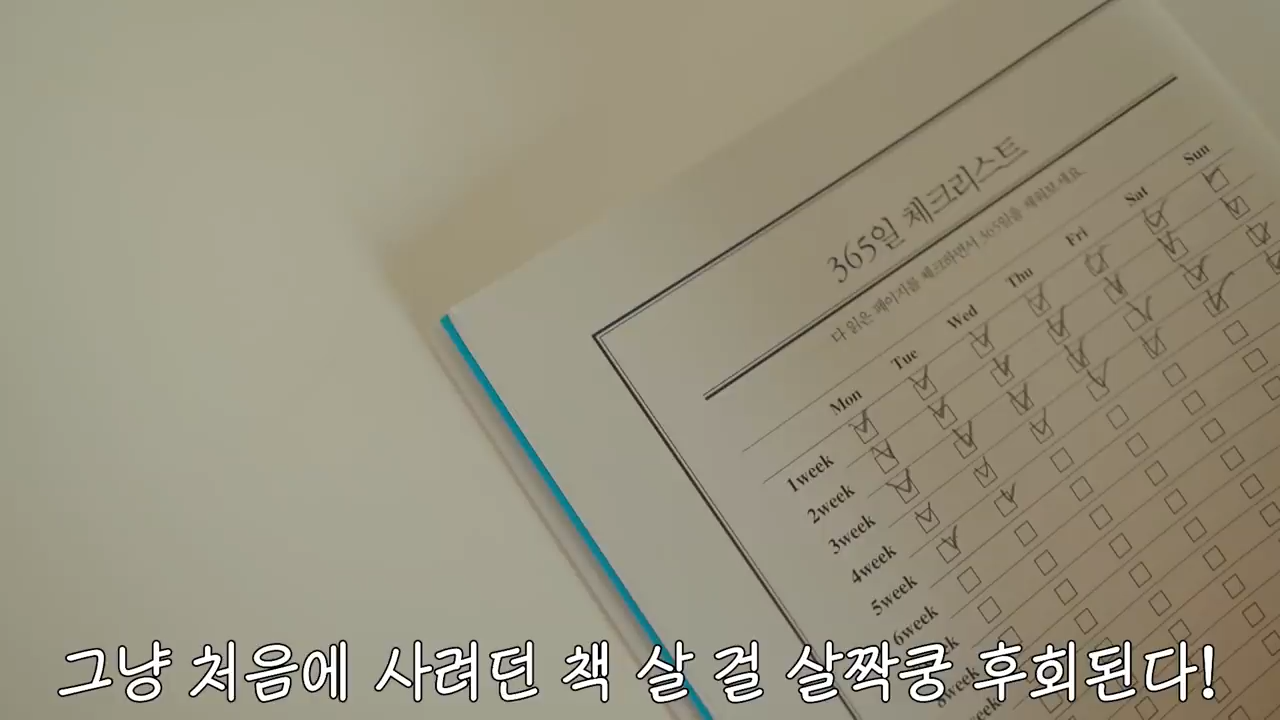 365일 체크리스트
다 읽은 페이지를 체크하면서 365일을 채워보세요.
Mon Tue Wed Thu Fri Sat Sun
1week
2week
3week
4week
5week
6week
8week
그냥 처음에 사려던 책 살 걸 살짝쿵 후회된다!